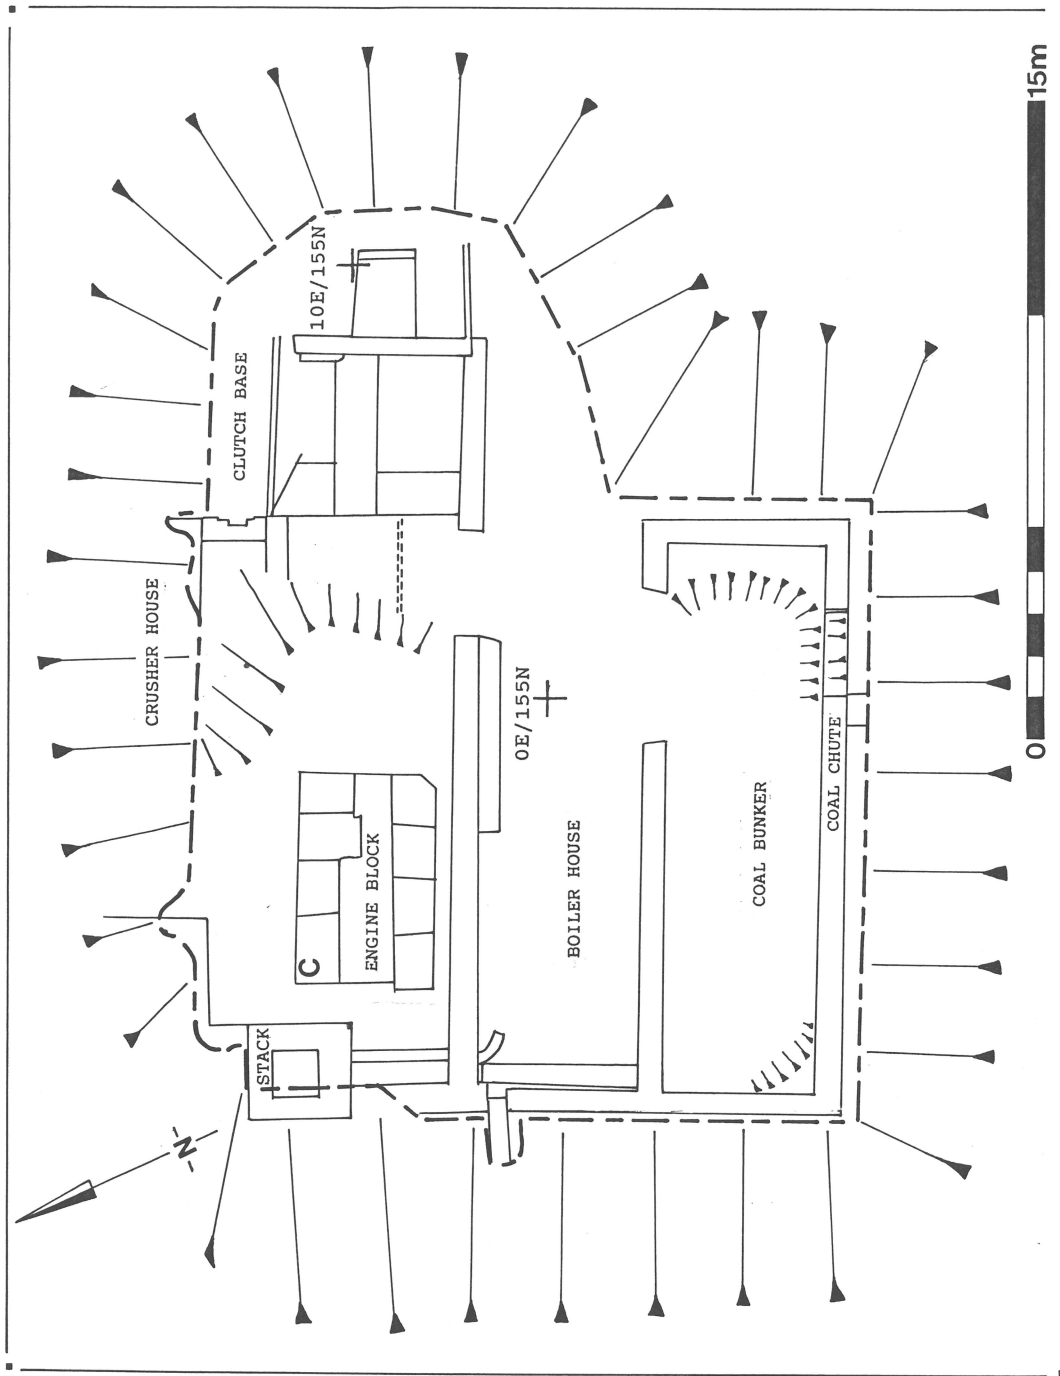 CRUSHER HOUSE
CLUTCH BASE
10E/155N
STACK
C
ENGINE BLOCK
0E/155N
BOILER HOUSE
COAL BUNKER
COAL CHUTE
N
0
15m